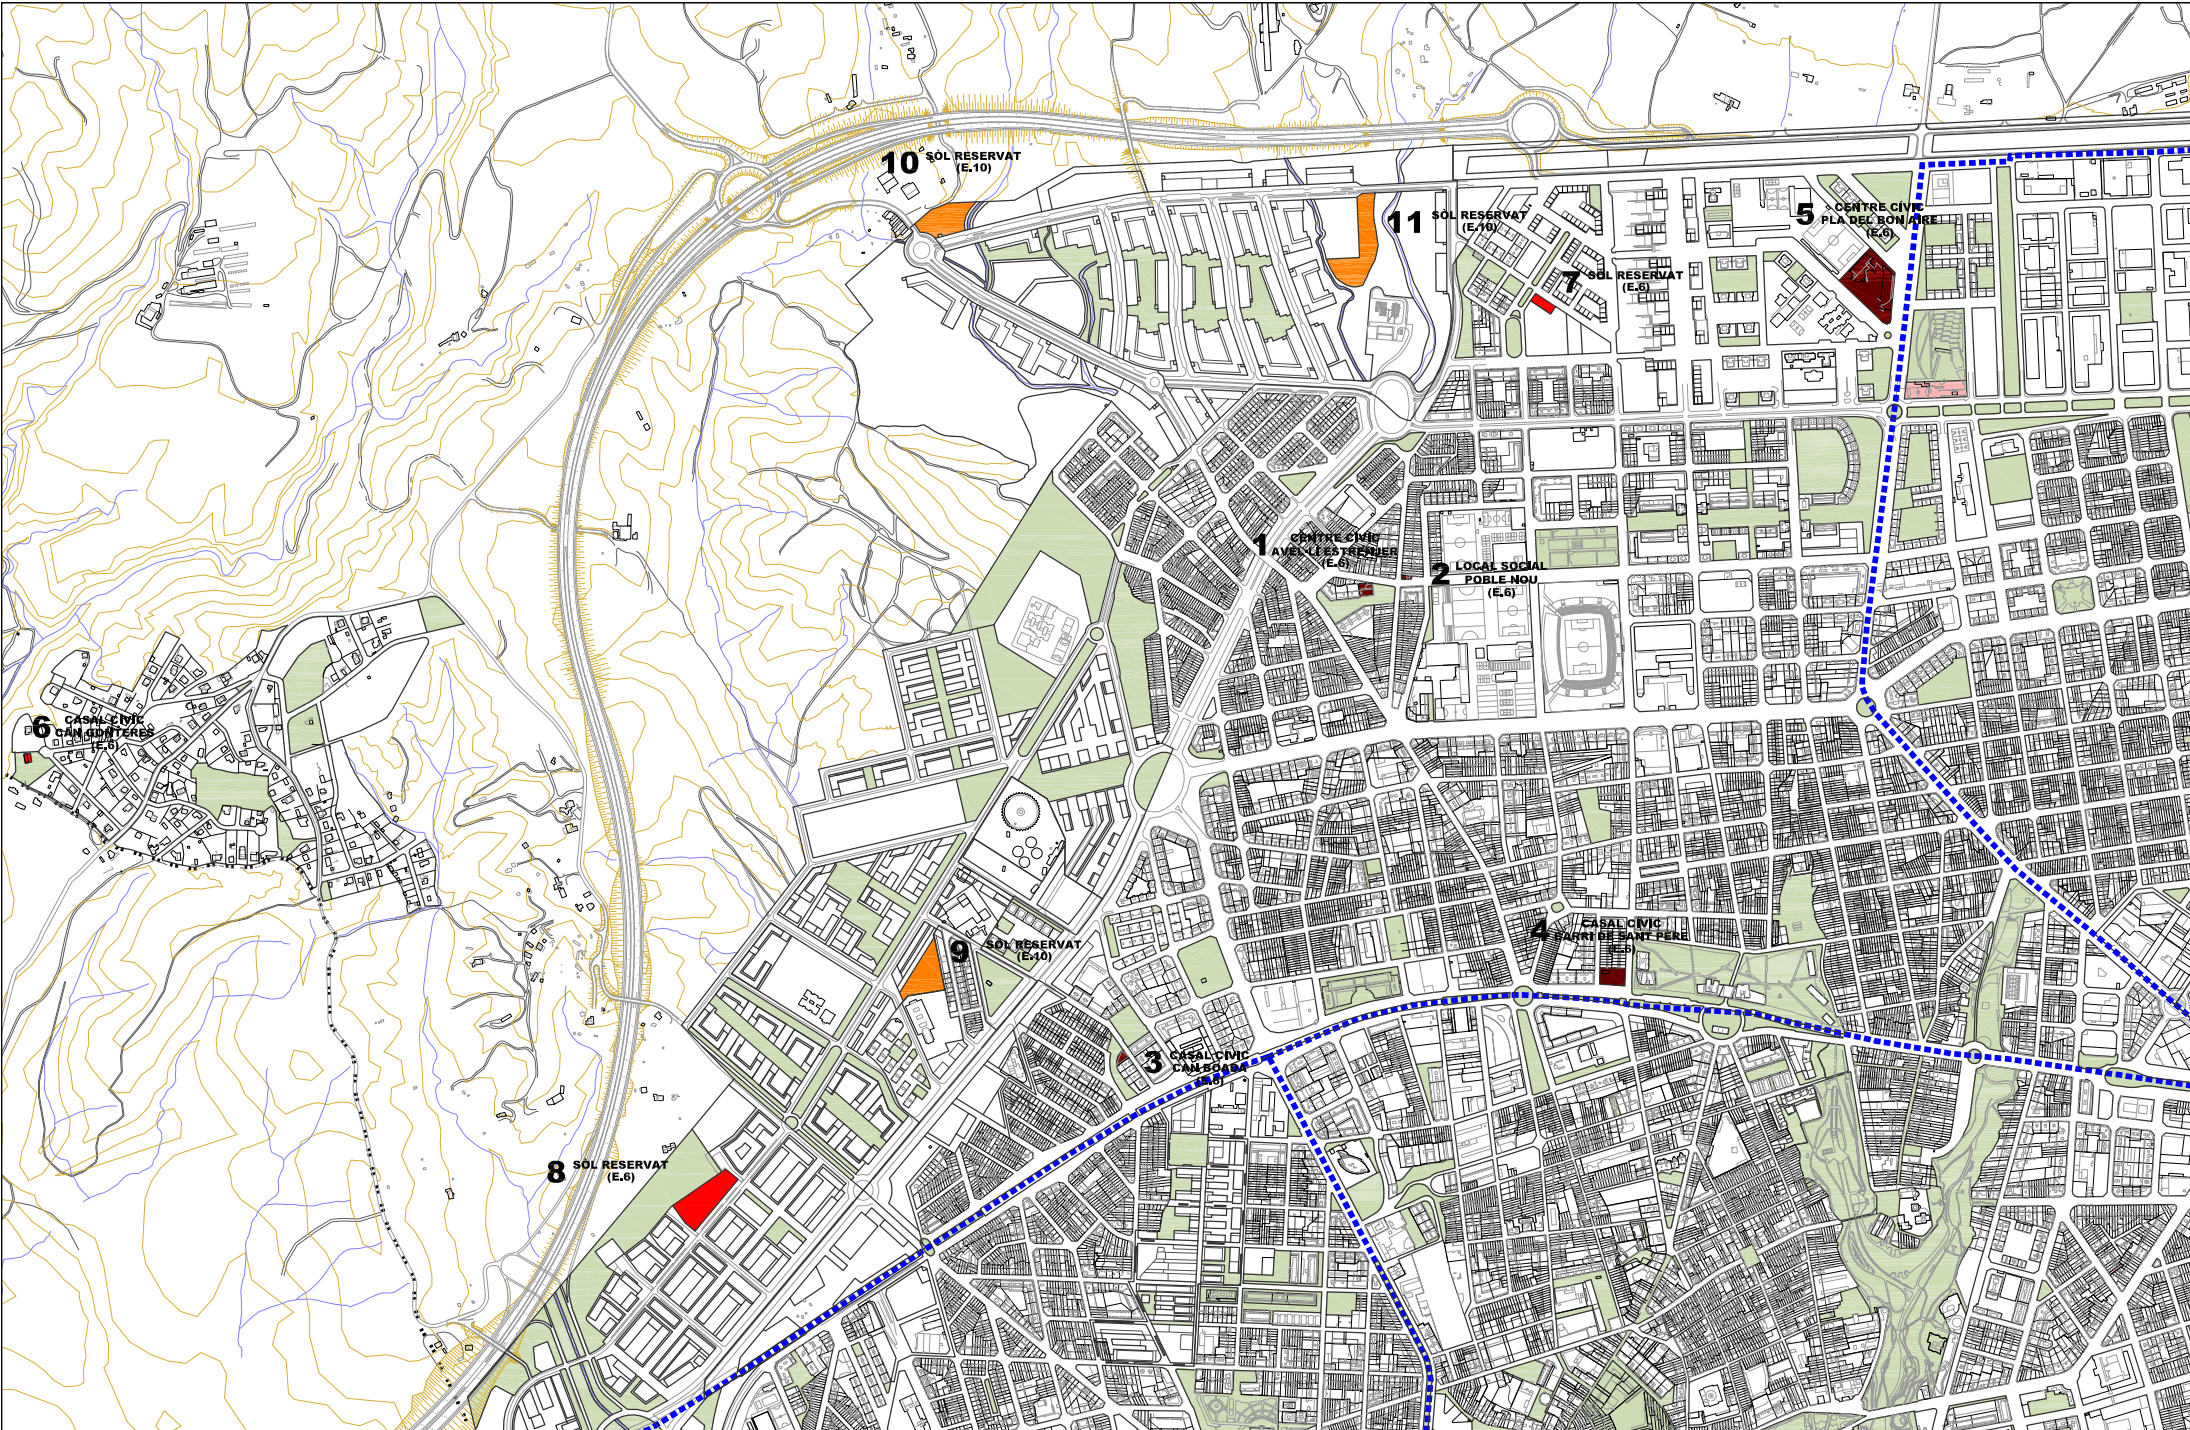 10 SÒL RESERVAT
(E.10)
11 SÒL RESERVAT
(E.10)
5 CENTRE CÍVIC
PLA DEL BON AIRE
(E.6)
7 SÒL RESERVAT
(E.6)
1 CENTRE CÍVIC
AVEL·LÍ ESTRENJER
(E.6)
2 LOCAL SOCIAL
POBLE NOU
(E.6)
6 CASAL CÍVIC
CAN GONTERES
(E.6)
4 CASAL CÍVIC
BARRI DE SANT PERE
(E.6)
9 SÒL RESERVAT
(E.10)
3 CASAL CÍVIC
CAN BOADA
(E.6)
8 SÒL RESERVAT
(E.6)